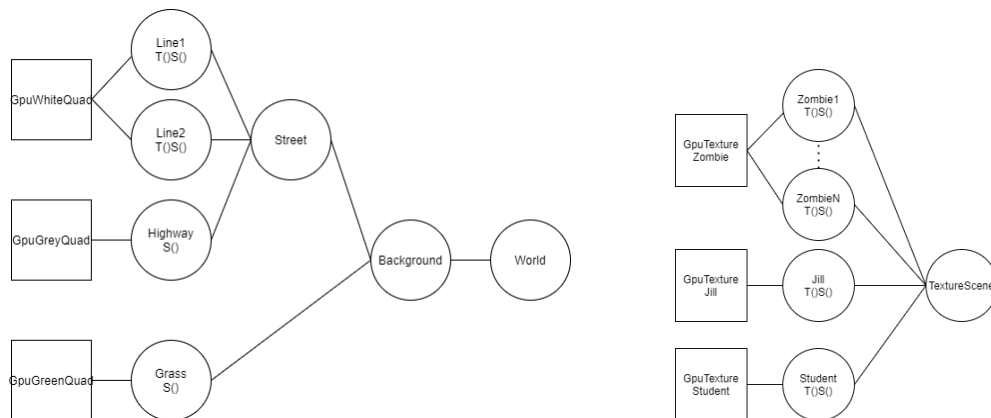 GpuWhiteQuad
Line1
T()S()
Line2
T()S()
Street
GpuGreyQuad
Highway
S()
Background
World
GpuGreenQuad
Grass
S()
GpuTexture
Zombie
Zombie1
T()S()
ZombieN
T()S()
GpuTexture
Jill
Jill
T()S()
TextureScene
GpuTexture
Student
Student
T()S()